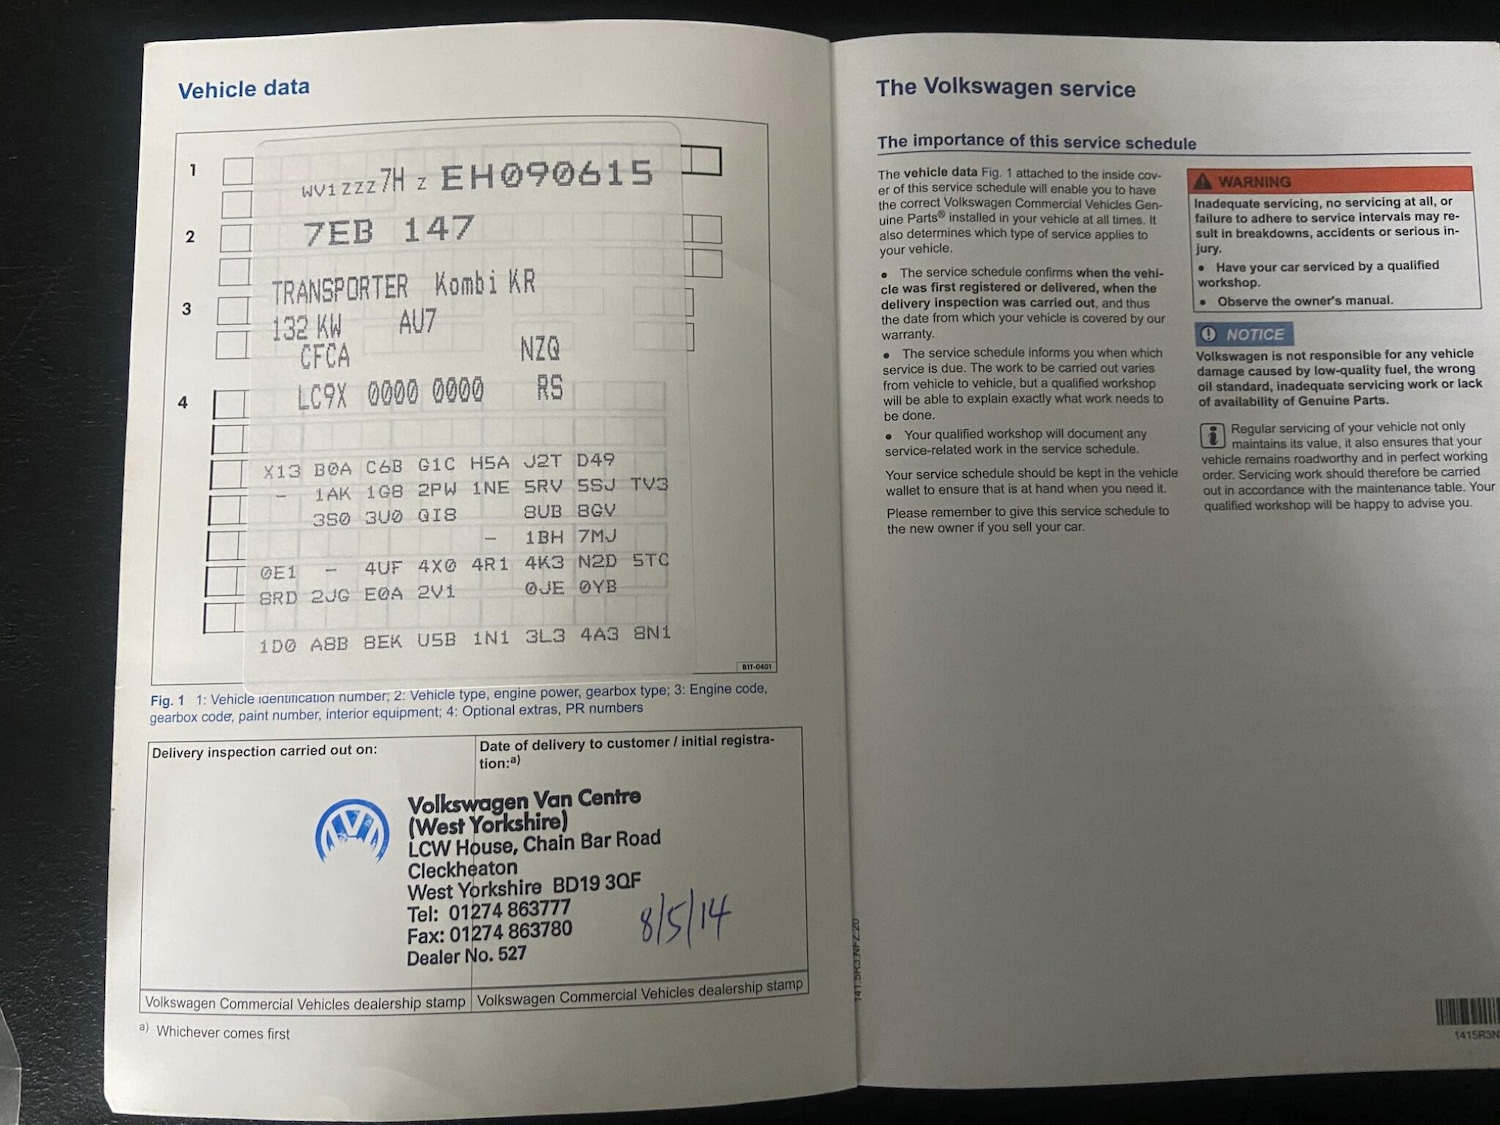 Vehicle data
1
WV1ZZZ7H Z EH090615
2
7EB 147
TRANSPORTER Kombi KR
3
132 KW AU7
CFCA NZQ
4
LC9X 0000 0000 RS
X13 B0A C6B G1C H5A J2T D49
- 1AK 1G8 2PW 1NE 5RV 5SJ TV3
3S0 3U0 QI8 8UB 8GV
- 1BH 7MJ
0E1 - 4UF 4X0 4R1 4K3 N2D 5TC
8RD 2JG E0A 2V1 0JE 0YB
1D0 A8B 8EK U5B 1N1 3L3 4A3 8N1
B1T-0401
Fig. 1 1: Vehicle identification number; 2: Vehicle type, engine power, gearbox type; 3: Engine code,
gearbox code, paint number, interior equipment; 4: Optional extras, PR numbers
Delivery inspection carried out on:
Date of delivery to customer / initial registra-
tion:a)
Volkswagen Van Centre
(West Yorkshire)
LCW House, Chain Bar Road
Cleckheaton
West Yorkshire BD19 3QF
Tel: 01274 863777
Fax: 01274 863780
Dealer No. 527
8/5/14
Volkswagen Commercial Vehicles dealership stamp
Volkswagen Commercial Vehicles dealership stamp
a) Whichever comes first
The Volkswagen service
The importance of this service schedule
The vehicle data Fig. 1 attached to the inside cov-
er of this service schedule will enable you to have
the correct Volkswagen Commercial Vehicles Gen-
uine Parts® installed in your vehicle at all times. It
also determines which type of service applies to
your vehicle.
• The service schedule confirms when the vehi-
cle was first registered or delivered, when the
delivery inspection was carried out, and thus
the date from which your vehicle is covered by our
warranty.
• The service schedule informs you when which
service is due. The work to be carried out varies
from vehicle to vehicle, but a qualified workshop
will be able to explain exactly what work needs to
be done.
• Your qualified workshop will document any
service-related work in the service schedule.
Your service schedule should be kept in the vehicle
wallet to ensure that is at hand when you need it.
Please remember to give this service schedule to
the new owner if you sell your car.
WARNING
Inadequate servicing, no servicing at all, or
failure to adhere to service intervals may re-
sult in breakdowns, accidents or serious in-
jury.
• Have your car serviced by a qualified
workshop.
• Observe the owner's manual.
NOTICE
Volkswagen is not responsible for any vehicle
damage caused by low-quality fuel, the wrong
oil standard, inadequate servicing work or lack
of availability of Genuine Parts.
Regular servicing of your vehicle not only
maintains its value, it also ensures that your
vehicle remains roadworthy and in perfect working
order. Servicing work should therefore be carried
out in accordance with the maintenance table. Your
qualified workshop will be happy to advise you.
141.5R3.NFZ.20
1415R3N